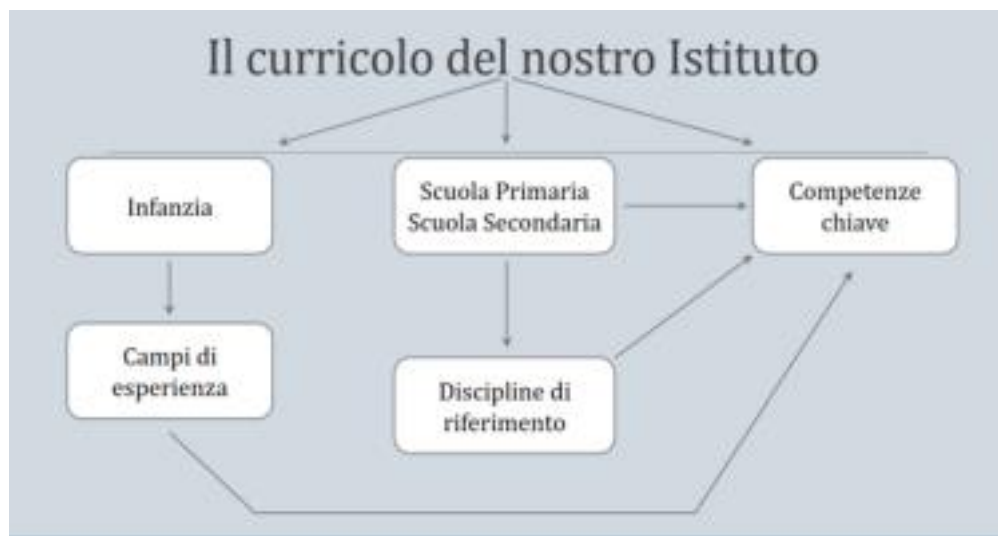 Il curricolo del nostro Istituto
Infanzia
Scuola Primaria
Scuola Secondaria
Competenze
chiave
Campi di
esperienza
Discipline di
riferimento